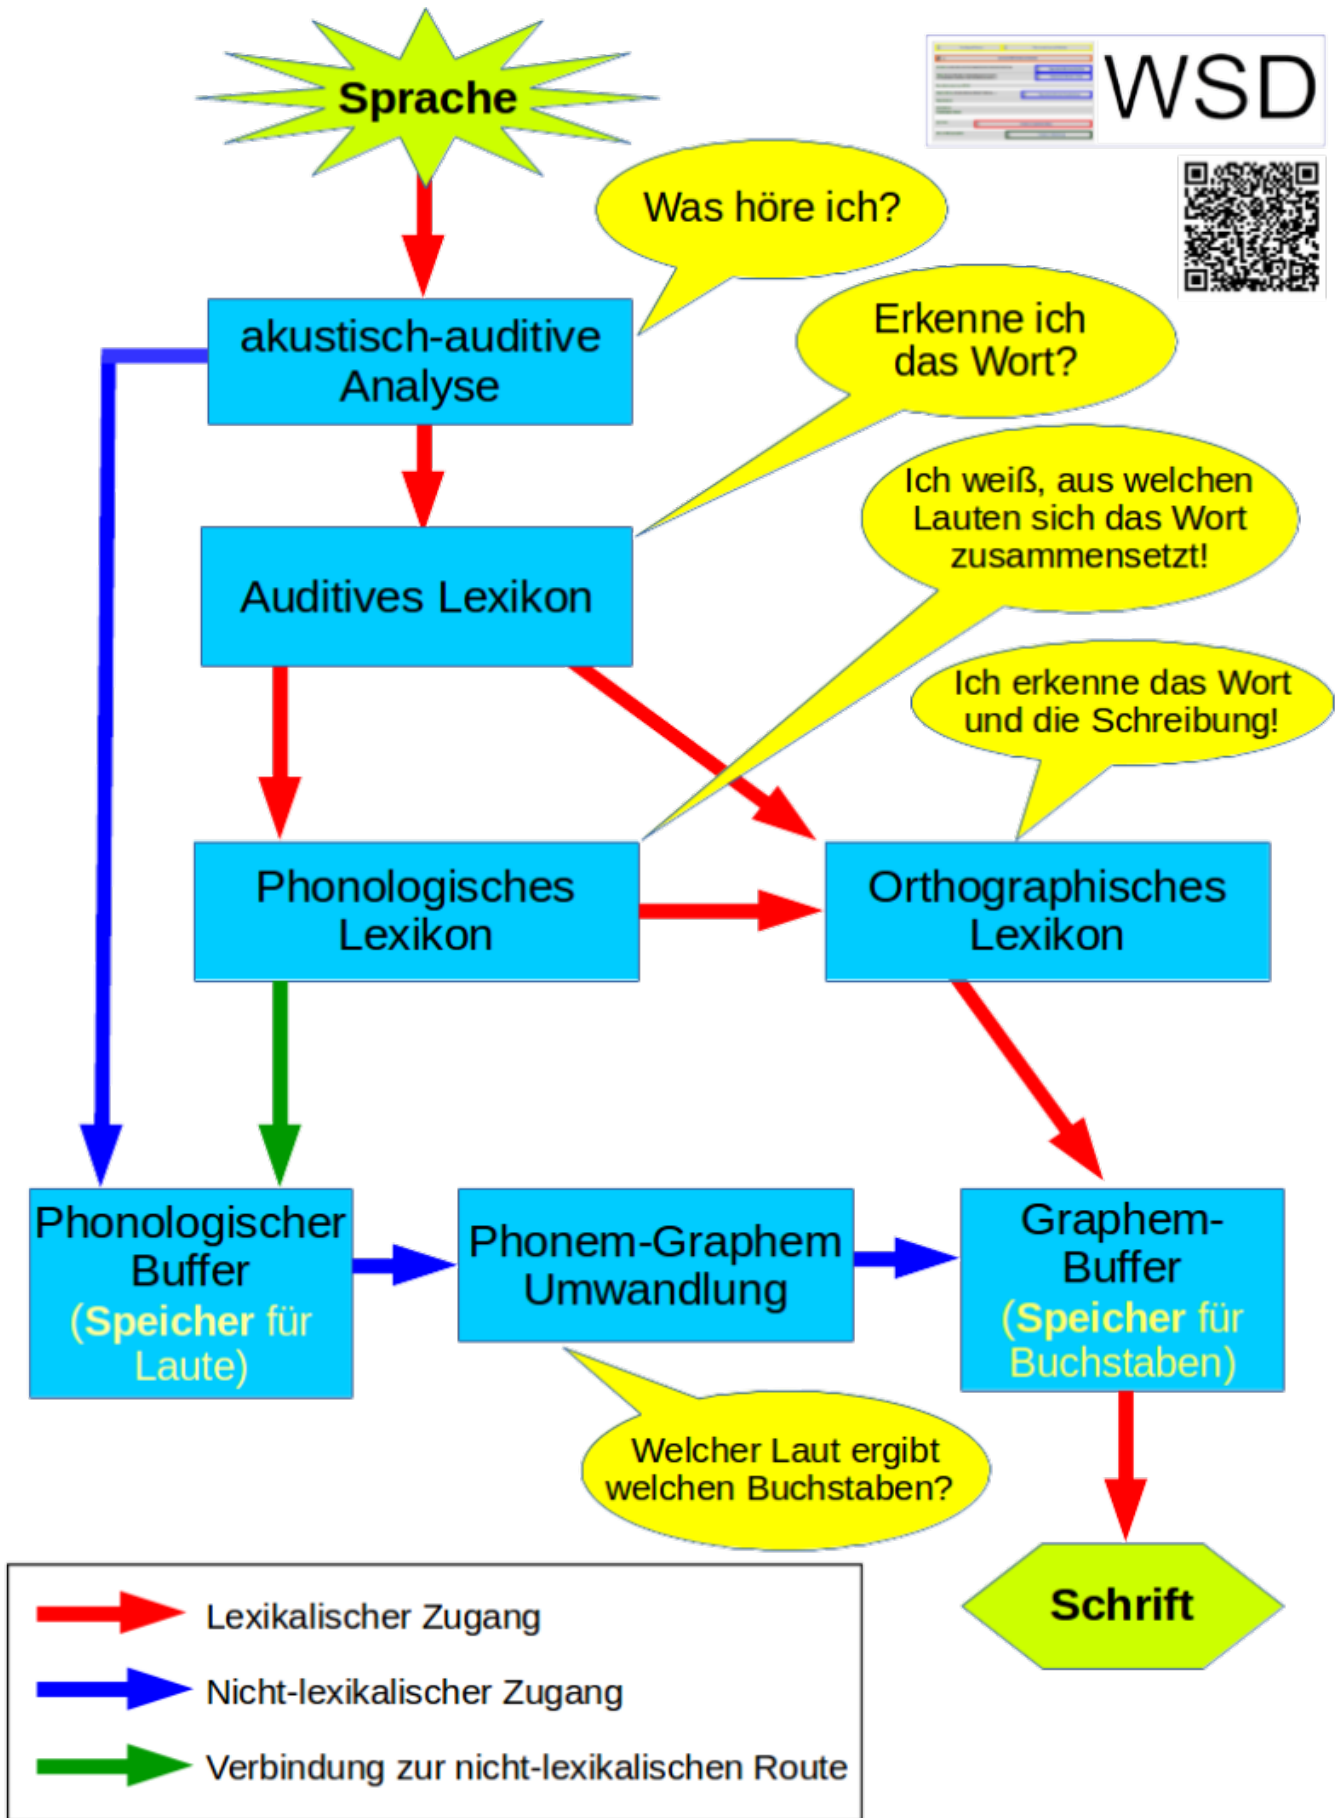 Sprache
WSD
Was höre ich?
akustisch-auditive
Analyse
Erkenne ich
das Wort?
Ich weiß, aus welchen
Lauten sich das Wort
zusammensetzt!
Auditives Lexikon
Ich erkenne das Wort
und die Schreibung!
Phonologisches
Lexikon
Orthographisches
Lexikon
Phonologischer
Buffer
(Speicher für
Laute)
Phonem-Graphem
Umwandlung
Graphem-
Buffer
(Speicher für
Buchstaben)
Welcher Laut ergibt
welchen Buchstaben?
Schrift
Lexikalischer Zugang
Nicht-lexikalischer Zugang
Verbindung zur nicht-lexikalischen Route